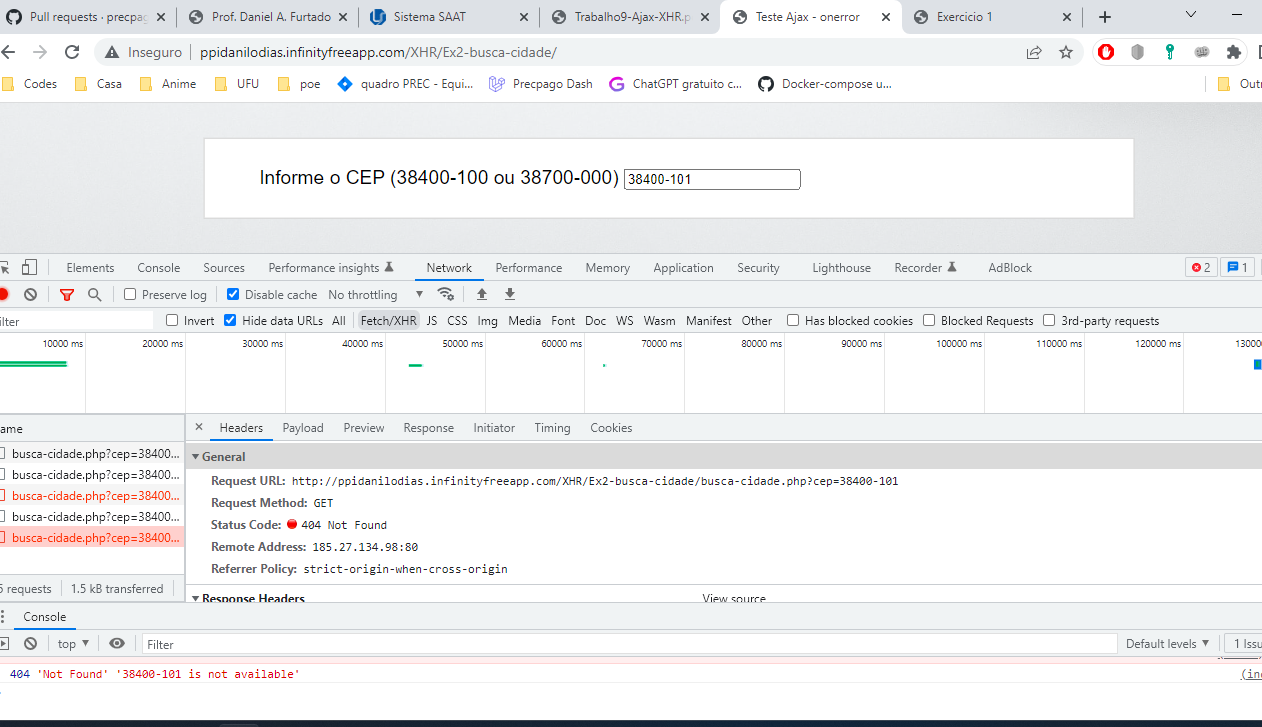 Pull requests · precpag
Prof. Daniel A. Furtado
Sistema SAAT
Trabalho9-Ajax-XHR.p
Teste Ajax - onerror
Exercicio 1
Inseguro
ppidanilodias.infinityfreeapp.com/XHR/Ex2-busca-cidade/
Codes
Casa
Anime
UFU
poe
quadro PREC - Equi...
Precpago Dash
ChatGPT gratuito c...
Docker-compose u...
Outr
Informe o CEP (38400-100 ou 38700-000) 38400-101
Elements Console Sources Performance insights Network Performance Memory Application Security Lighthouse Recorder AdBlock 2 1
Preserve log Disable cache No throttling
ilter Invert Hide data URLs All Fetch/XHR JS CSS Img Media Font Doc WS Wasm Manifest Other Has blocked cookies Blocked Requests 3rd-party requests
10000 ms 20000 ms 30000 ms 40000 ms 50000 ms 60000 ms 70000 ms 80000 ms 90000 ms 100000 ms 110000 ms 120000 ms 13000
ame
busca-cidade.php?cep=38400...
busca-cidade.php?cep=38400...
busca-cidade.php?cep=38400...
busca-cidade.php?cep=38400...
busca-cidade.php?cep=38400...
5 requests 1.5 kB transferred
Headers Payload Preview Response Initiator Timing Cookies
General
Request URL: http://ppidanilodias.infinityfreeapp.com/XHR/Ex2-busca-cidade/busca-cidade.php?cep=38400-101
Request Method: GET
Status Code: 404 Not Found
Remote Address: 185.27.134.98:80
Referrer Policy: strict-origin-when-cross-origin
Response Headers View source
Console
top Filter Default levels 1 Issu
404 'Not Found' '38400-101 is not available' (ind